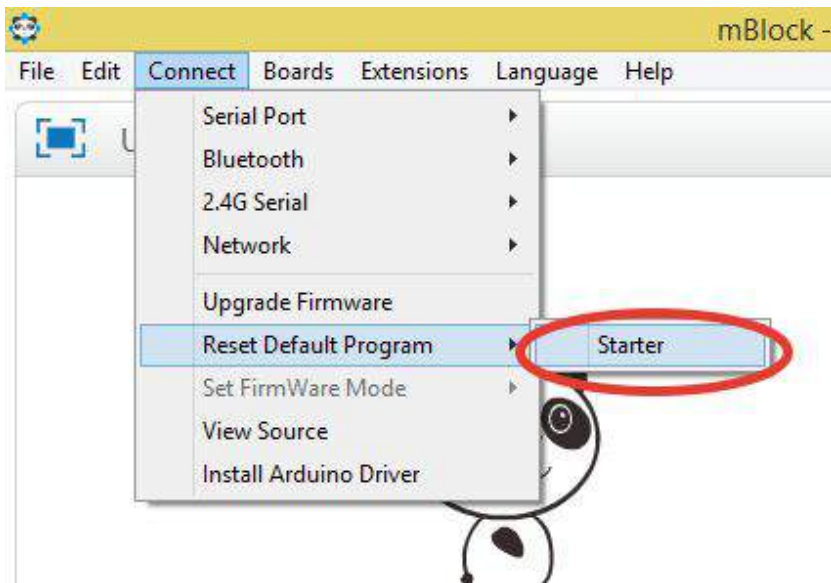 mBlock -
File Edit Connect Boards Extensions Language Help
Serial Port
Bluetooth
2.4G Serial
Network
Upgrade Firmware
Reset Default Program
Starter
Set FirmWare Mode
View Source
Install Arduino Driver